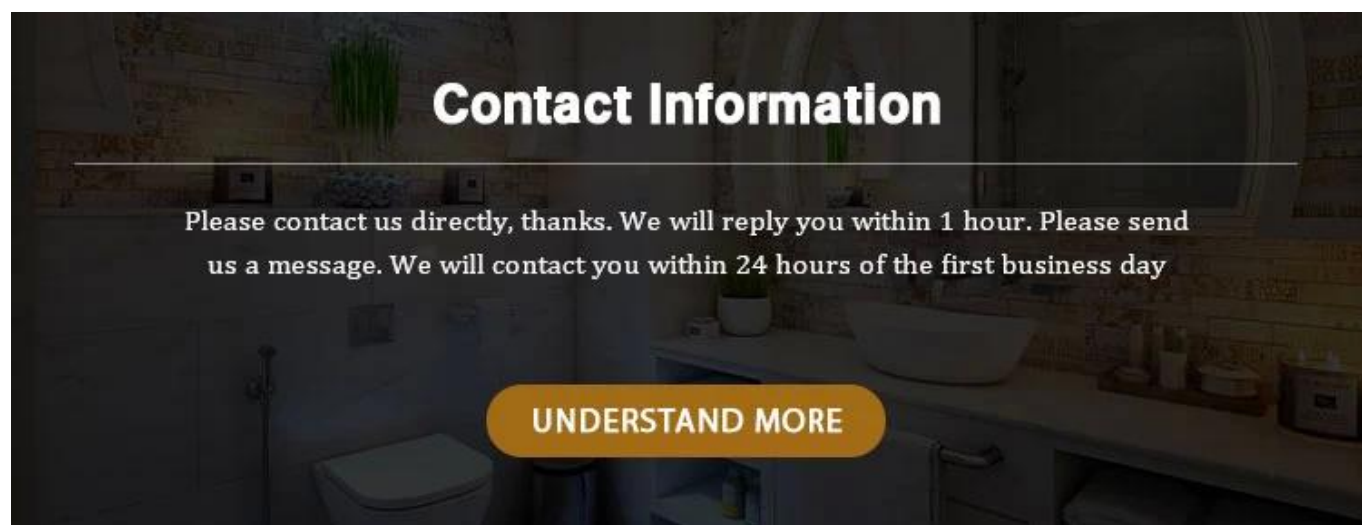 Contact Information
Please contact us directly, thanks. We will reply you within 1 hour. Please send
us a message. We will contact you within 24 hours of the first business day
UNDERSTAND MORE